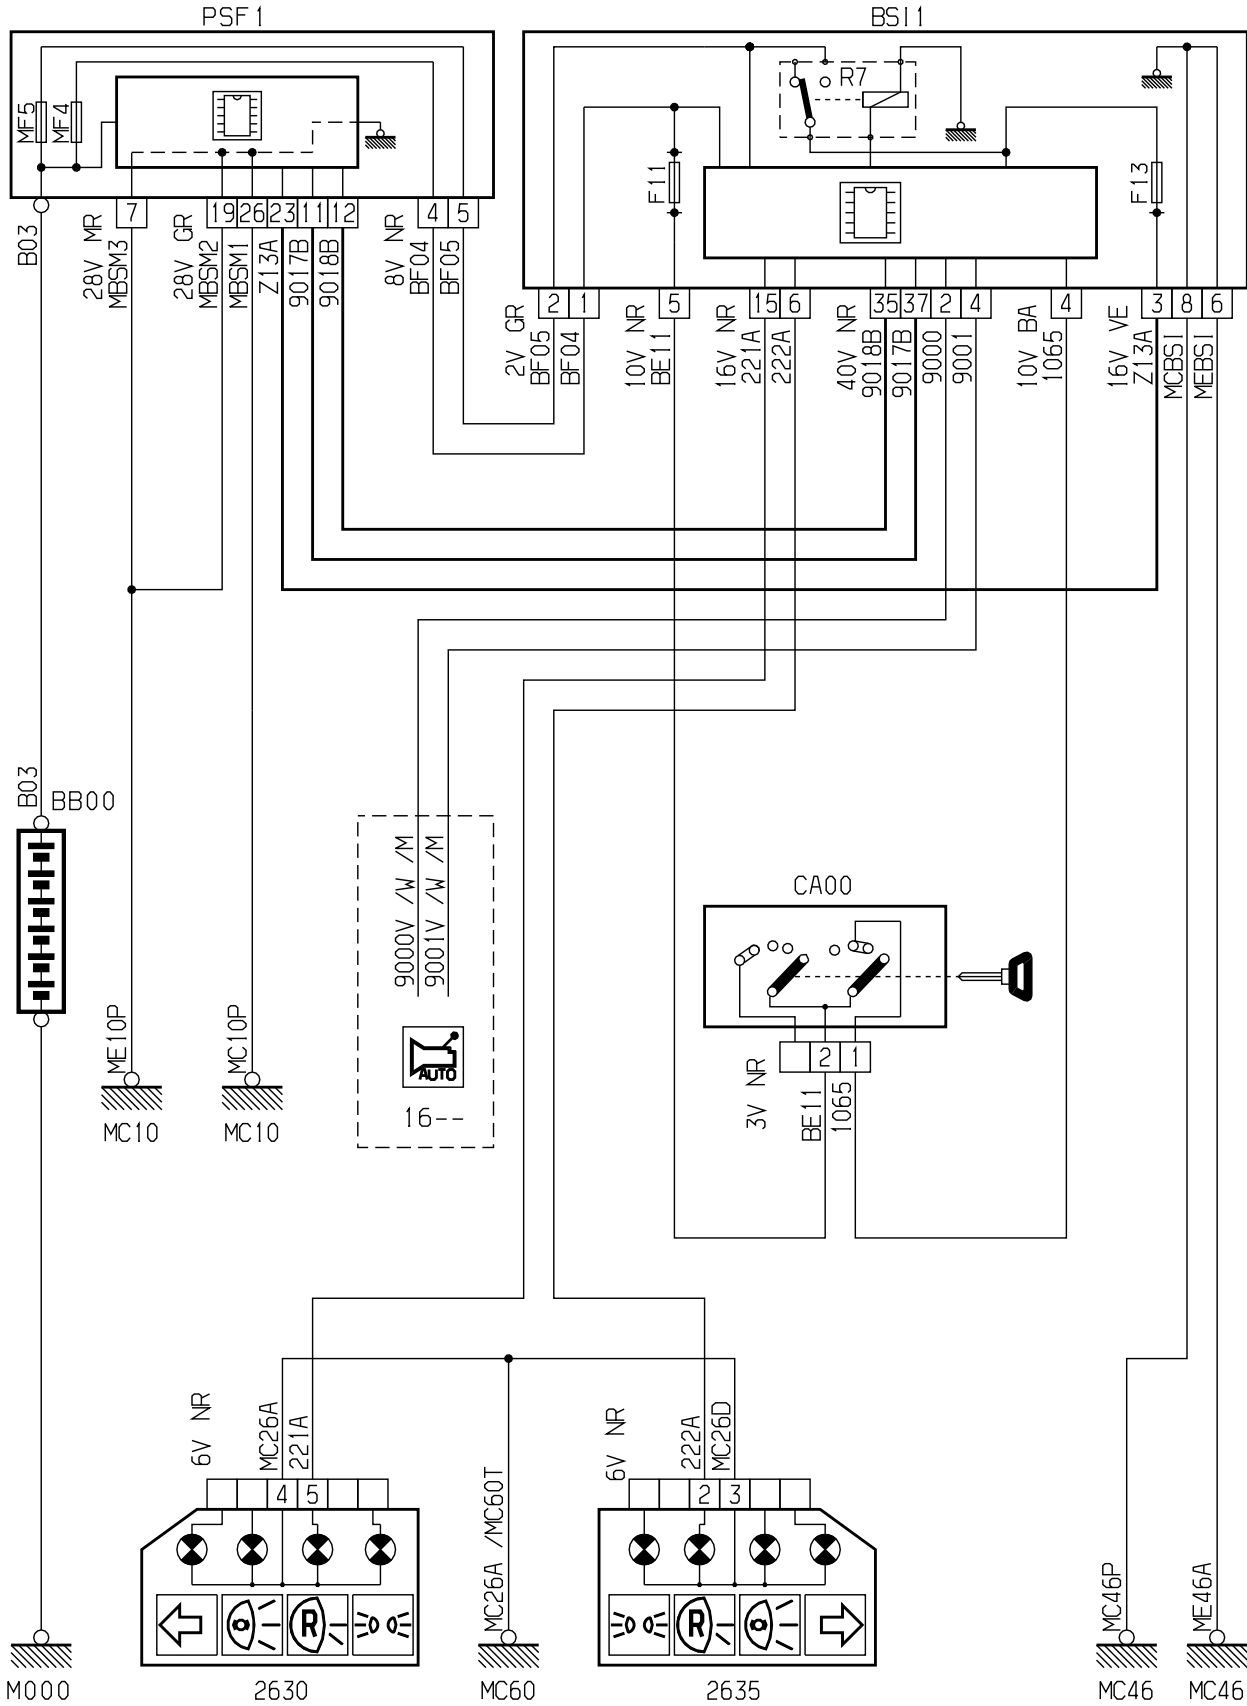 PSF1
BSI1
R7
MF5
MF4
F11
F13
7
19
26
23
11
12
4
5
2
1
5
15
6
35
37
2
4
4
3
8
6
B03
28V MR
MBSM3
28V GR
MBSM2
MBSM1
Z13A
9017B
9018B
8V NR
BF04
BF05
2V GR
BF05
BF04
10V NR
BE11
16V NR
221A
222A
40V NR
9018B
9017B
9000
9001
10V BA
1065
16V VE
Z13A
MCBSI
MEBSI
B03
BB00
9000V /W /M
9001V /W /M
CA00
ME10P
MC10P
AUTO
16--
2
1
3V NR
BE11
1065
MC10
MC10
6V NR
MC26A
221A
6V NR
222A
MC26D
4
5
2
3
MC26A /MC60T
MC46P
ME46A
R
R
M000
2630
MC60
2635
MC46
MC46